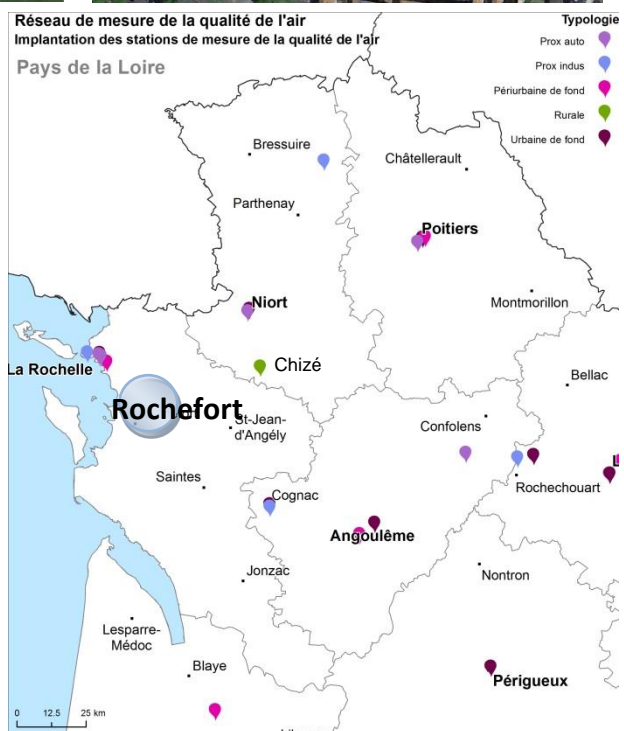 Réseau de mesure de la qualité de l'air
Implantation des stations de mesure de la qualité de l'air
Pays de la Loire
Typologie
Prox auto
Prox indus
Périurbaine de fond
Rurale
Urbaine de fond
Bressuire
Châtellerault
Parthenay
Poitiers
Niort
Montmorillon
La Rochelle
Chizé
Bellac
Rochefort
St-Jean-
d'Angély
Confolens
Saintes
Cognac
Rochechouart
Angoulême
Jonzac
Nontron
Lesparre-
Médoc
Blaye
Périgueux
0 12.5 25 km